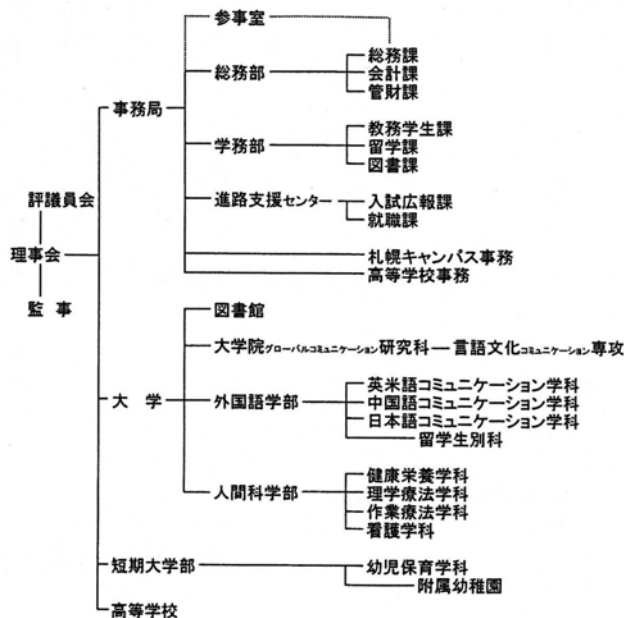 参事室
総務部
総務課
会計課
管財課
事務局
学務部
教務学生課
留学課
図書課
進路支援センター
入試広報課
就職課
評議員会
理事会
監 事
札幌キャンパス事務
高等学校事務
図書館
大学院グローバルコミュニケーション研究科 言語文化コミュニケーション専攻
大 学
外国語学部
英米語コミュニケーション学科
中国語コミュニケーション学科
日本語コミュニケーション学科
留学生別科
人間科学部
健康栄養学科
理学療法学科
作業療法学科
看護学科
短期大学部
幼児保育学科
附属幼稚園
高等学校